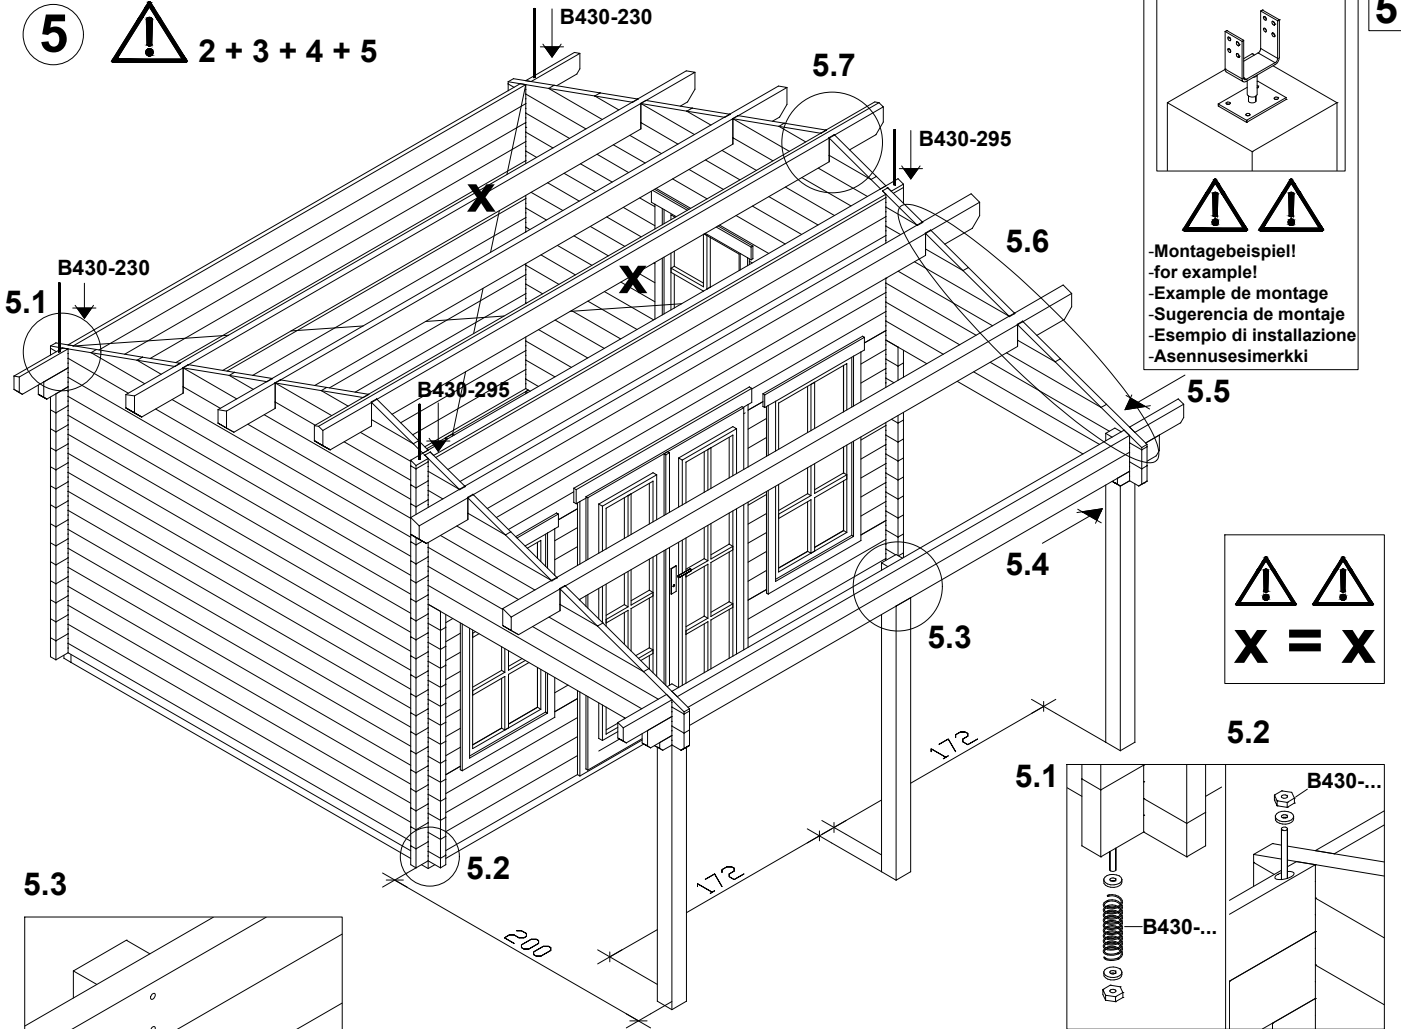 5
2 + 3 + 4 + 5
B430-230
5.7
5
B430-295
-Montagebeispiel!
-for example!
-Example de montage
-Sugerencia de montaje
-Esempio di installazione
-Asennusesimerkki
x
5.6
x
B430-230
5.1
B430-295
5.5
5.4
5.3
x = x
172
5.2
5.1
B430-...
B430-...
5.2
172
200
5.3